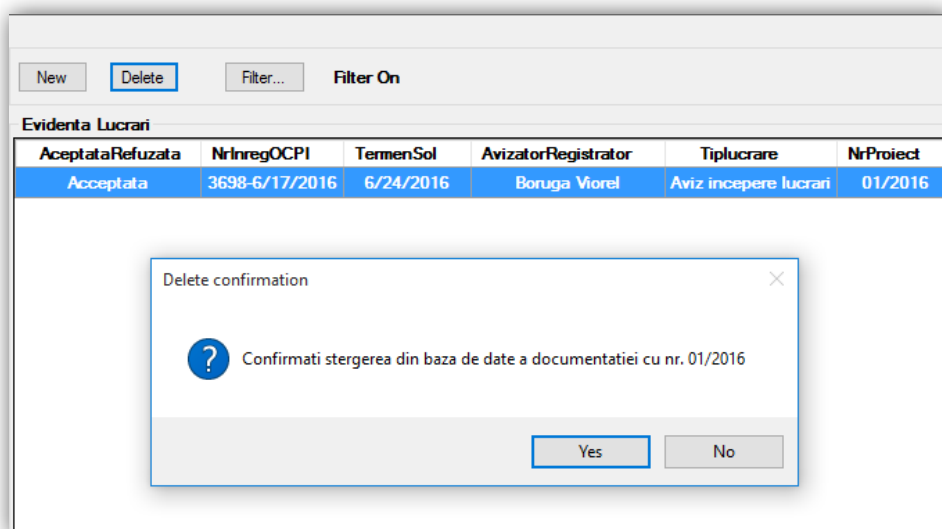 New Delete Filter... Filter On
Evidenta Lucrari
AceptataRefuzata NrInregOCPI TermenSol AvizatorRegistrator Tiplucrare NrProiect
Acceptata 3698-6/17/2016 6/24/2016 Boruga Viorel Aviz incepere lucrari 01/2016
Delete confirmation
? Confirmati stergerea din baza de date a documentatiei cu nr. 01/2016
Yes No